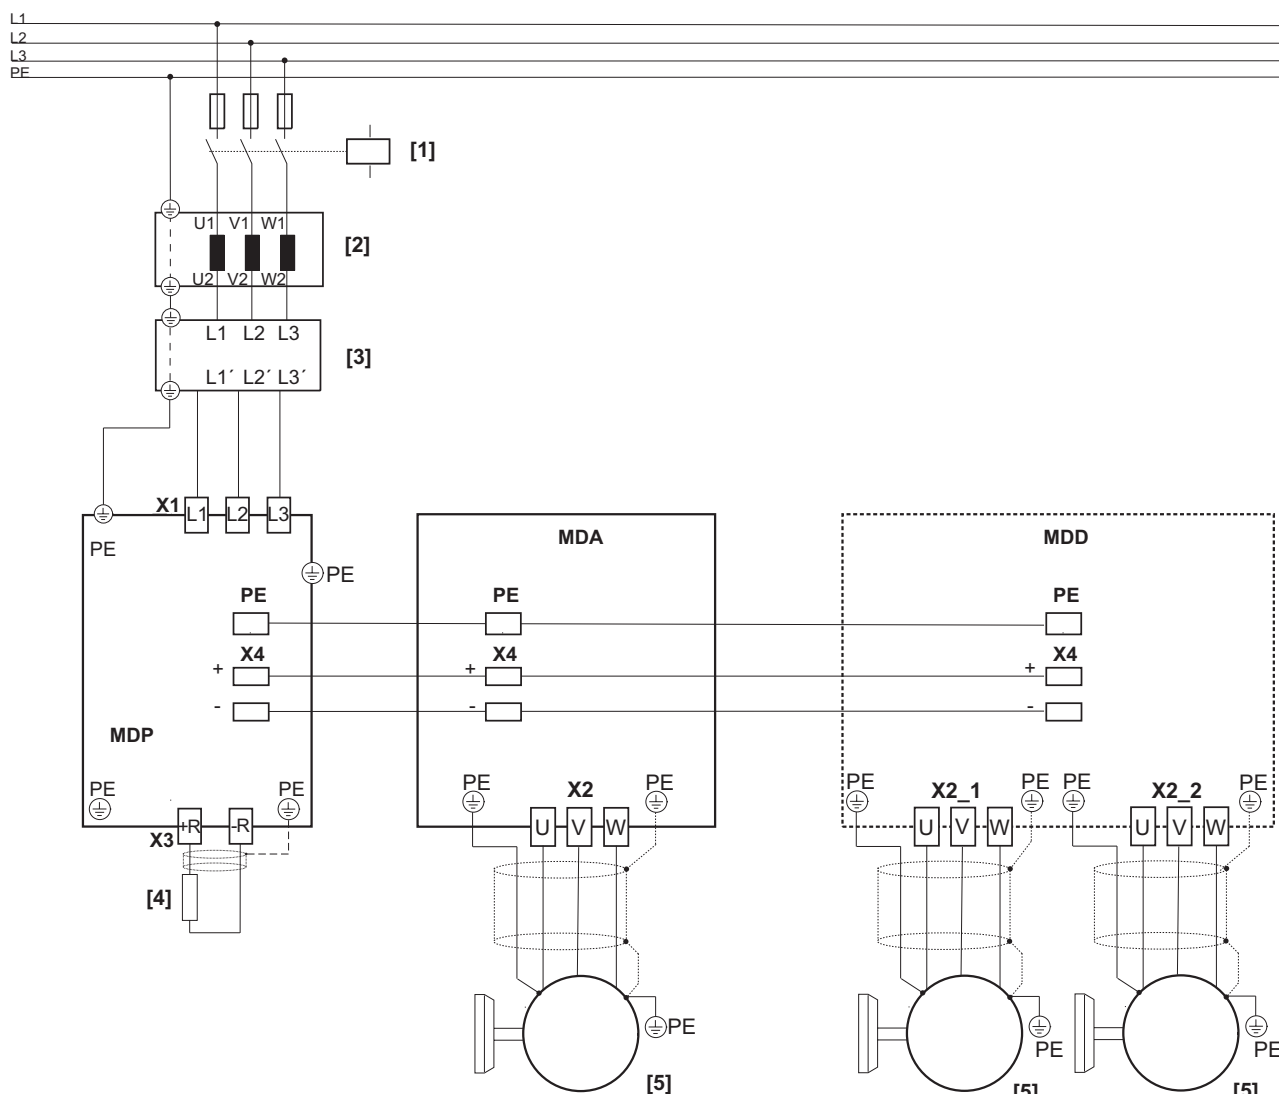 L1
L2
L3
PE
[1]
U1 V1 W1
[2]
U2 V2 W2
L1 L2 L3
[3]
L1´ L2´ L3´
X1 L1 L2 L3
PE
MDA
MDD
PE
PE PE PE
X4 X4 X4
+ + +
- - -
MDP
PE PE
PE X2 PE
PE X2_1 PE PE X2_2 PE
X3 +R -R
U V W
U V W
U V W
[4]
PE
PE
PE
[5]
[5]
[5]